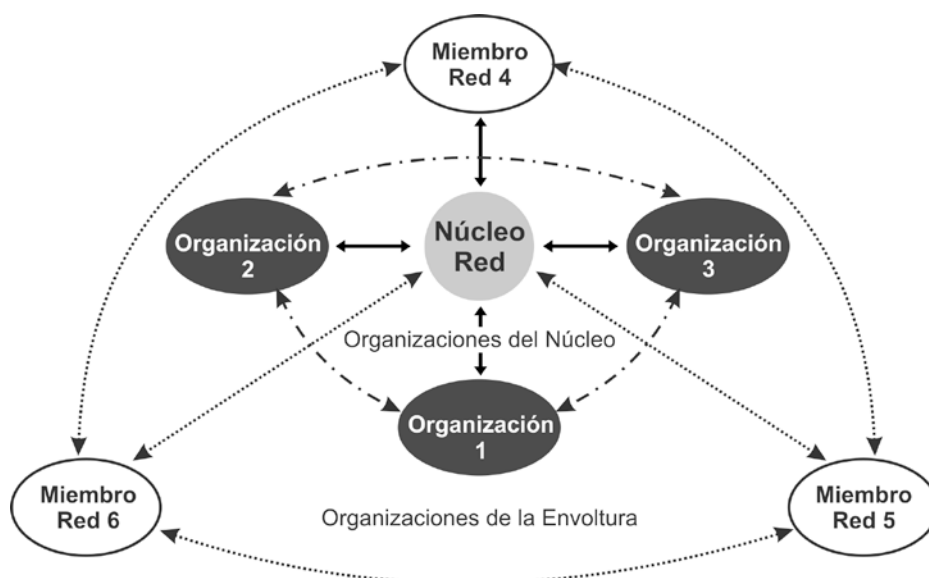 Miembro
Red 4
Organización
2
Núcleo
Red
Organización
3
Organizaciones del Núcleo
Organización
1
Miembro
Red 6
Organizaciones de la Envoltura
Miembro
Red 5